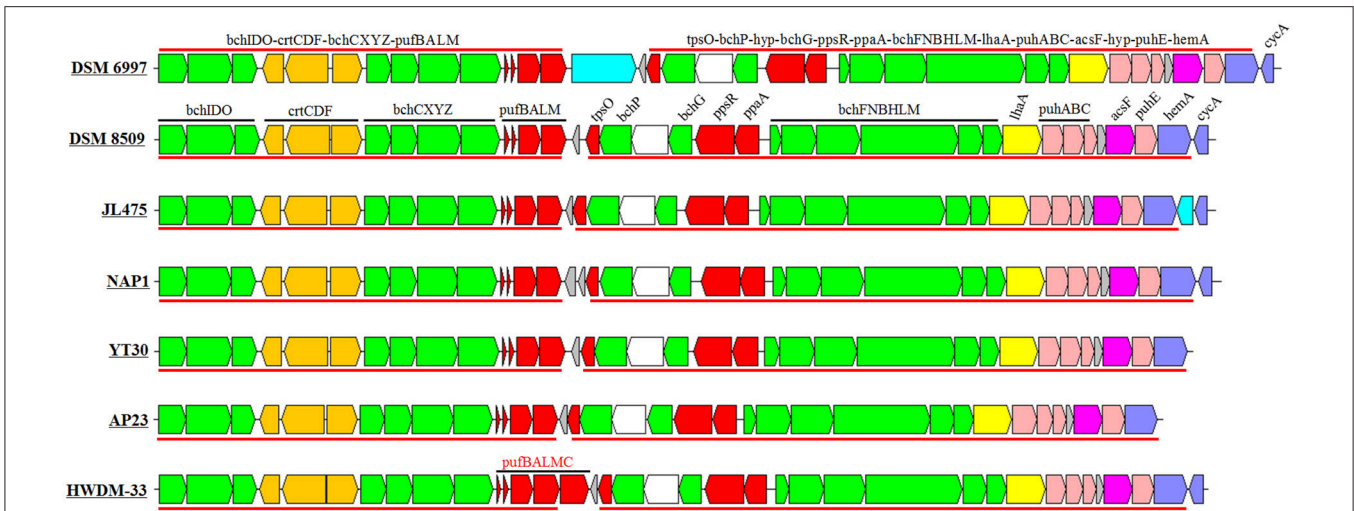 bchIDO-crtCDF-bchCXYZ-pufBALM
tpsO-bchP-hyp-bchG-ppsR-ppaA-bchFNBHLM-lhaA-puhABC-acsF-hyp-puhE-hemA
cycA
DSM 6997
bchIDO
crtCDF
bchCXYZ
pufBALM
tpsO
bchP
bchG
ppsR
ppaA
bchFNBHLM
lhaA
puhABC
acsF
puhE
hemA
cycA
DSM 8509
JL475
NAP1
YT30
AP23
pufBALMC
HWDM-33